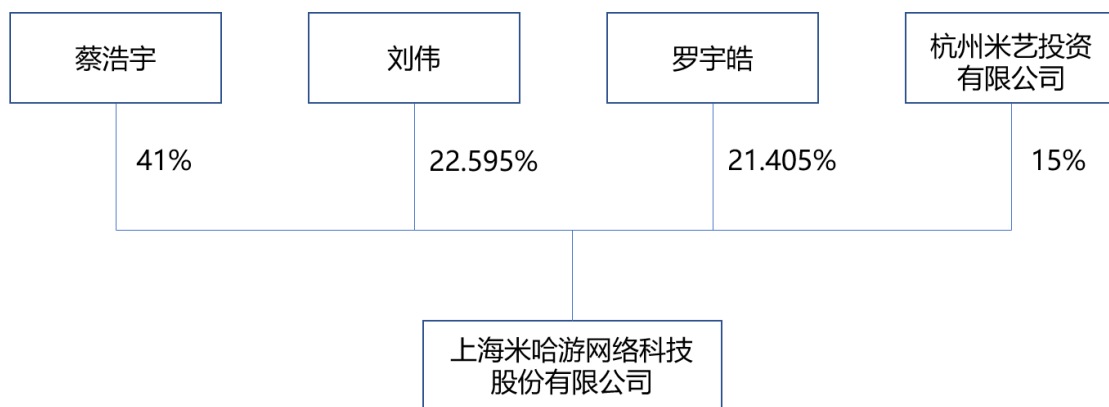 蔡浩宇
刘伟
罗宇皓
杭州米艺投资
有限公司
41%
22.595%
21.405%
15%
上海米哈游网络科技
股份有限公司